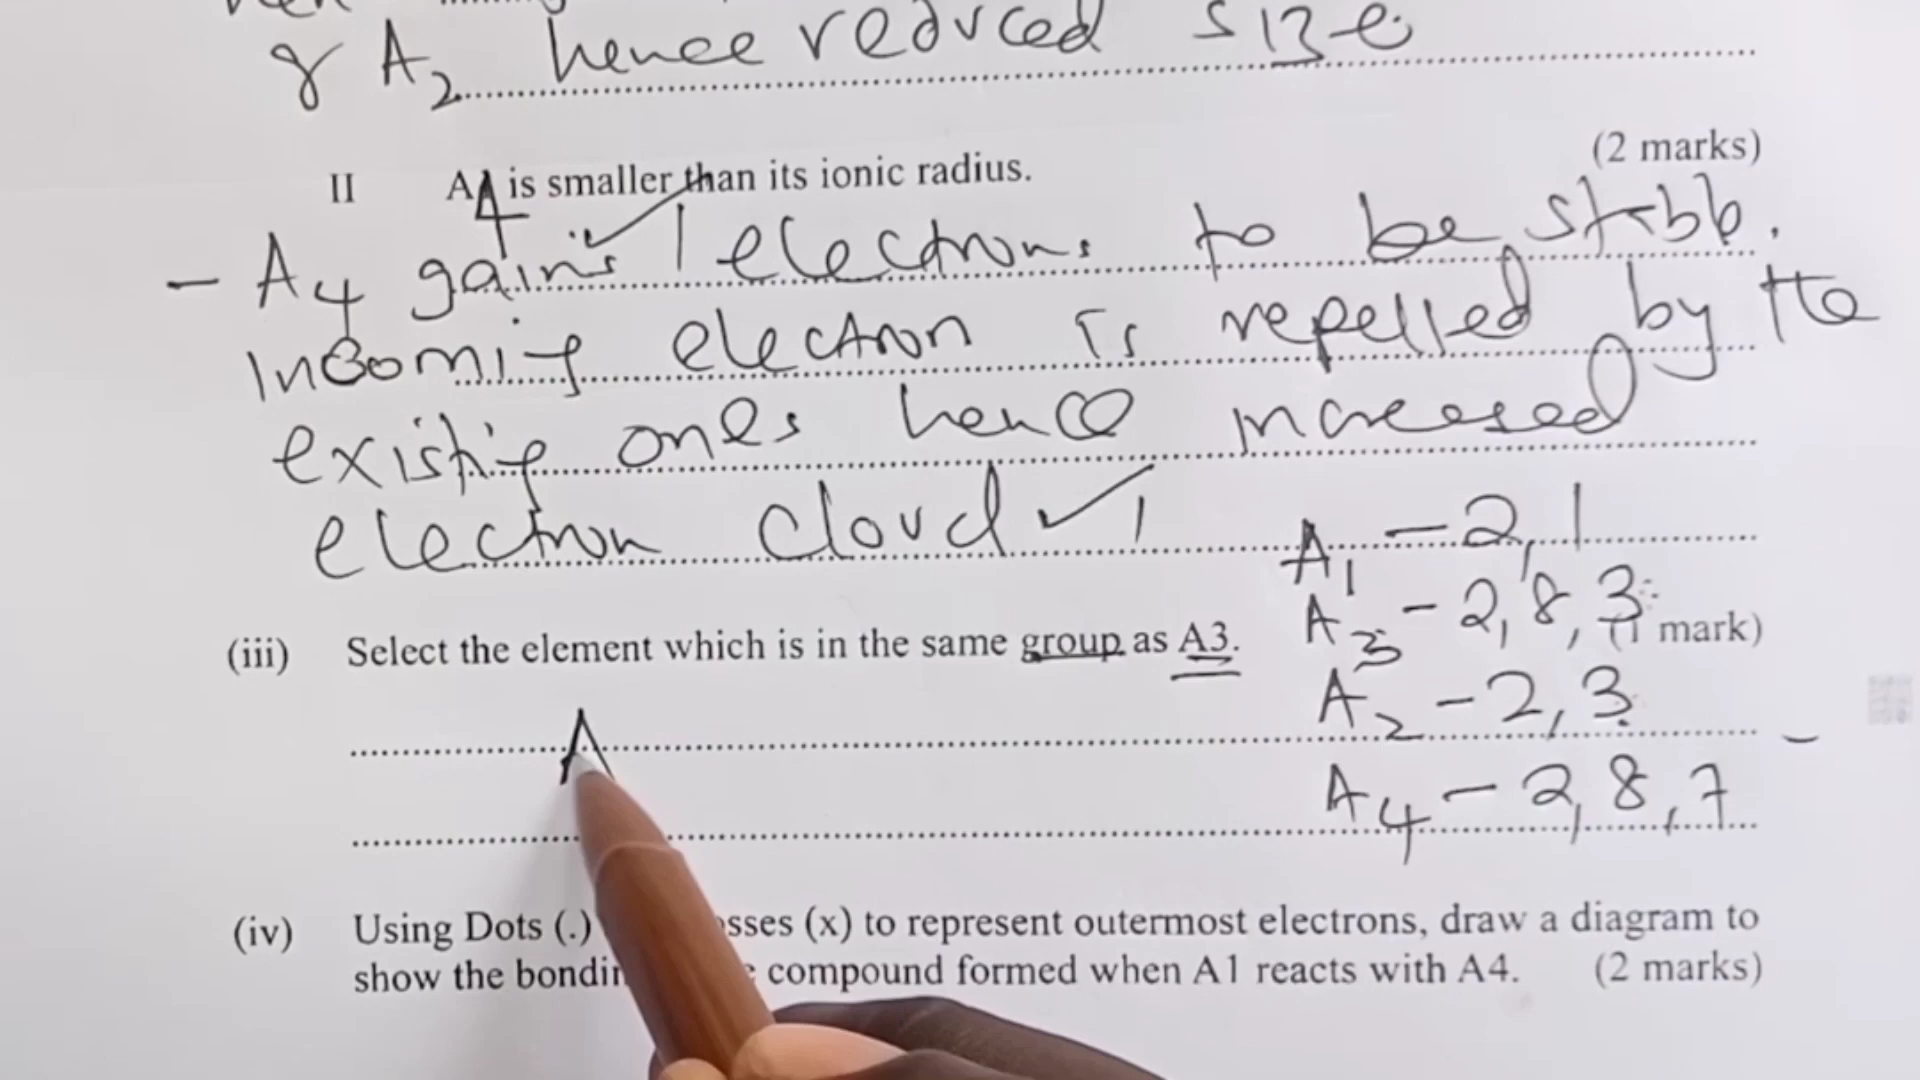 & A2 hence reduced size
(2 marks)
II A4 is smaller than its ionic radius.
- A4 gains 1 electrons to be stable.
Incoming electron is repelled by the
existing ones hence increased
electron cloud ✓1
A1 - 2,1
A3 - 2,8,3
(iii) Select the element which is in the same group as A3. (1 mark)
A2 - 2,3
A
A4 - 2,8,7
(iv) Using Dots (.) (x) to represent outermost electrons, draw a diagram to
show the compound formed when A1 reacts with A4. (2 marks)